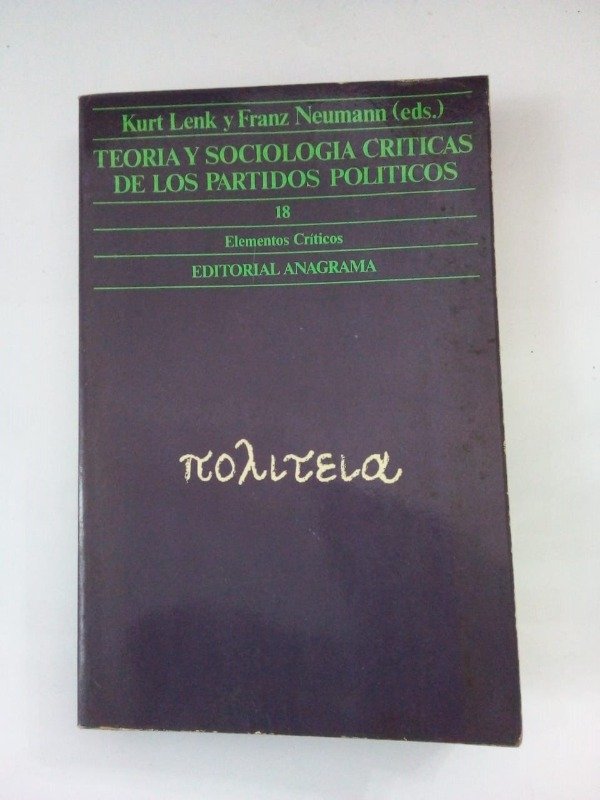 Kurt Lenk y Franz Neumann (eds.)
TEORIA Y SOCIOLOGIA CRITICAS
DE LOS PARTIDOS POLITICOS
18
Elementos Críticos
EDITORIAL ANAGRAMA
πολιτεια